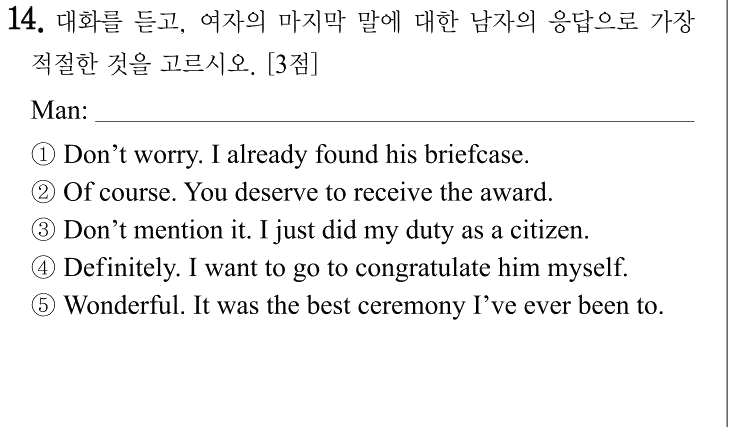 14. 대화를 듣고, 여자의 마지막 말에 대한 남자의 응답으로 가장
적절한 것을 고르시오. [3점]
Man:
① Don’t worry. I already found his briefcase.
② Of course. You deserve to receive the award.
③ Don’t mention it. I just did my duty as a citizen.
④ Definitely. I want to go to congratulate him myself.
⑤ Wonderful. It was the best ceremony I’ve ever been to.